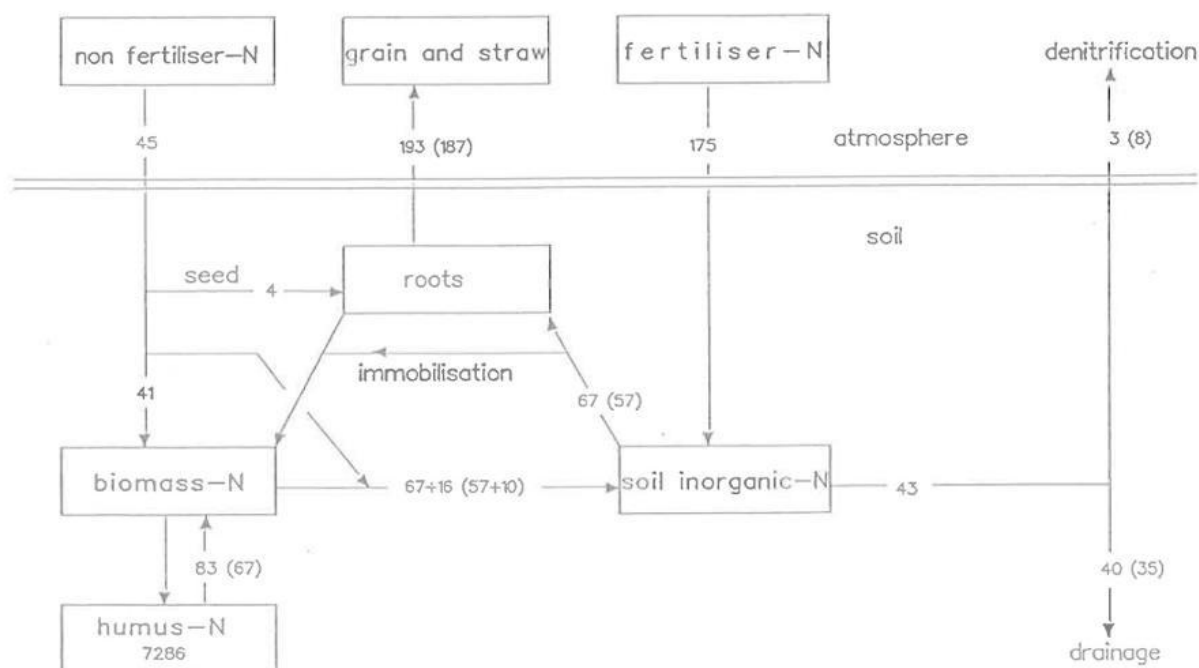 non fertiliser-N
grain and straw
fertiliser-N
denitrification
45
193 (187)
175
atmosphere
3 (8)
soil
seed
4
roots
immobilisation
41
67 (57)
biomass-N
67÷16 (57÷10)
soil inorganic-N
43
83 (67)
40 (35)
humus-N
7286
drainage